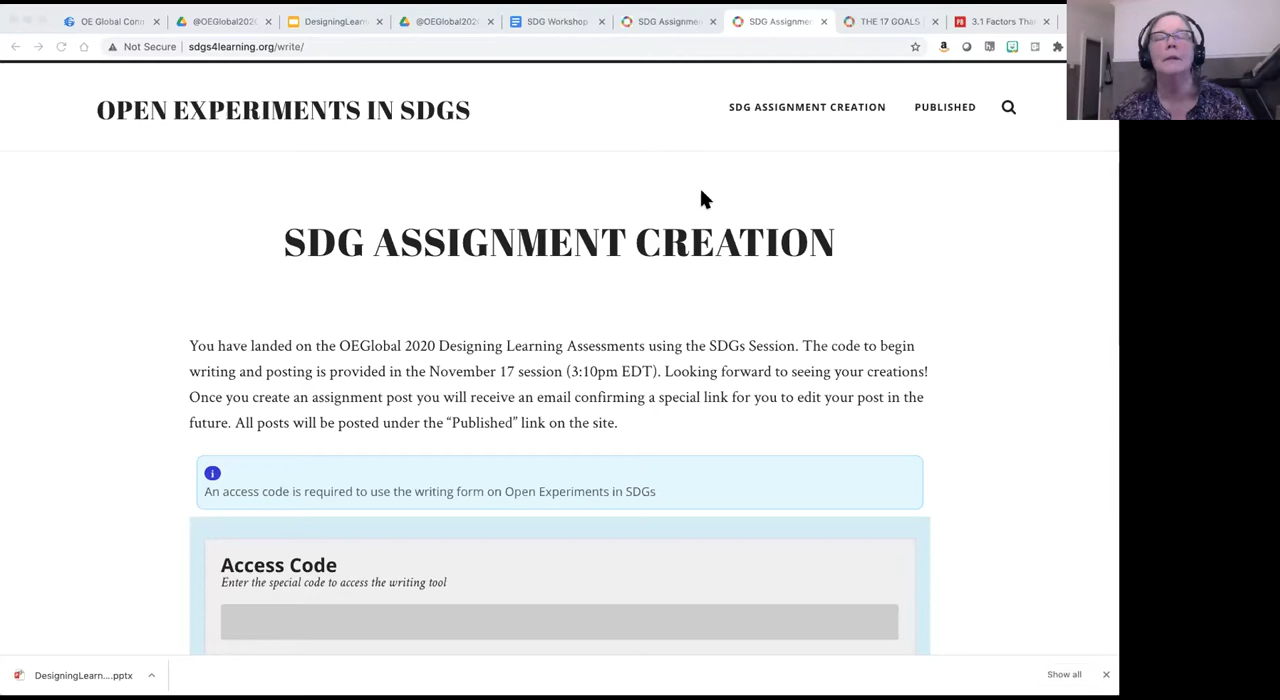 OE Global Conn
@OEGlobal202
DesigningLearn
@OEGlobal202
SDG Workshop
SDG Assignmen
SDG Assignmen
THE 17 GOALS
3.1 Factors Tha
Not Secure | sdgs4learning.org/write/
OPEN EXPERIMENTS IN SDGS
SDG ASSIGNMENT CREATION
PUBLISHED
SDG ASSIGNMENT CREATION
You have landed on the OEGlobal 2020 Designing Learning Assessments using the SDGs Session. The code to begin
writing and posting is provided in the November 17 session (3:10pm EDT). Looking forward to seeing your creations!
Once you create an assignment post you will receive an email confirming a special link for you to edit your post in the
future. All posts will be posted under the “Published” link on the site.
An access code is required to use the writing form on Open Experiments in SDGs
Access Code
Enter the special code to access the writing tool
DesigningLearn....pptx
Show all